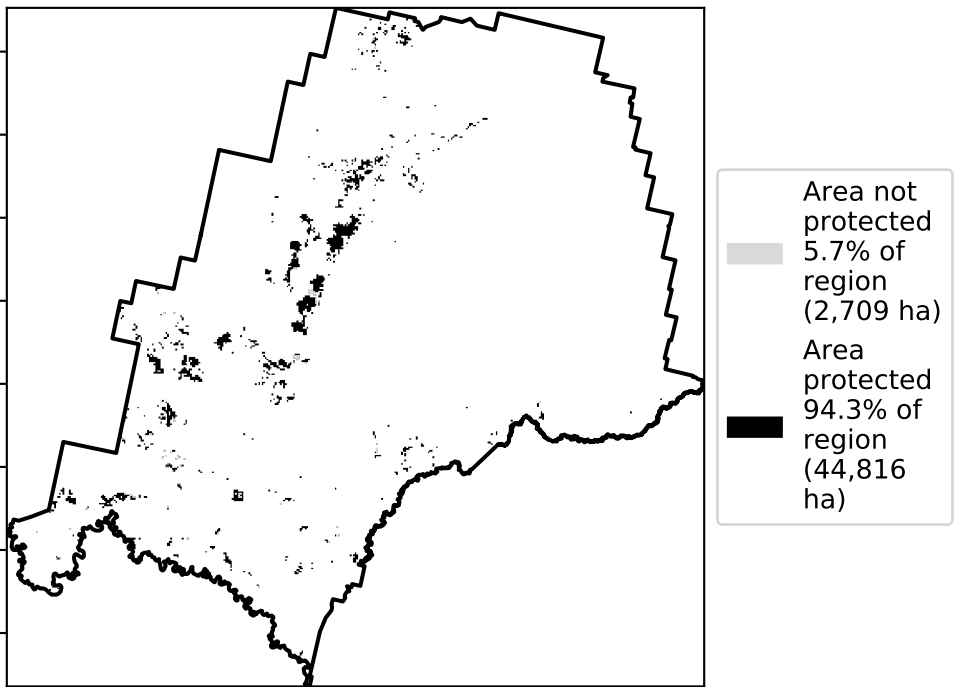 Area not
protected
5.7% of
region
(2,709 ha)
Area
protected
94.3% of
region
(44,816
ha)